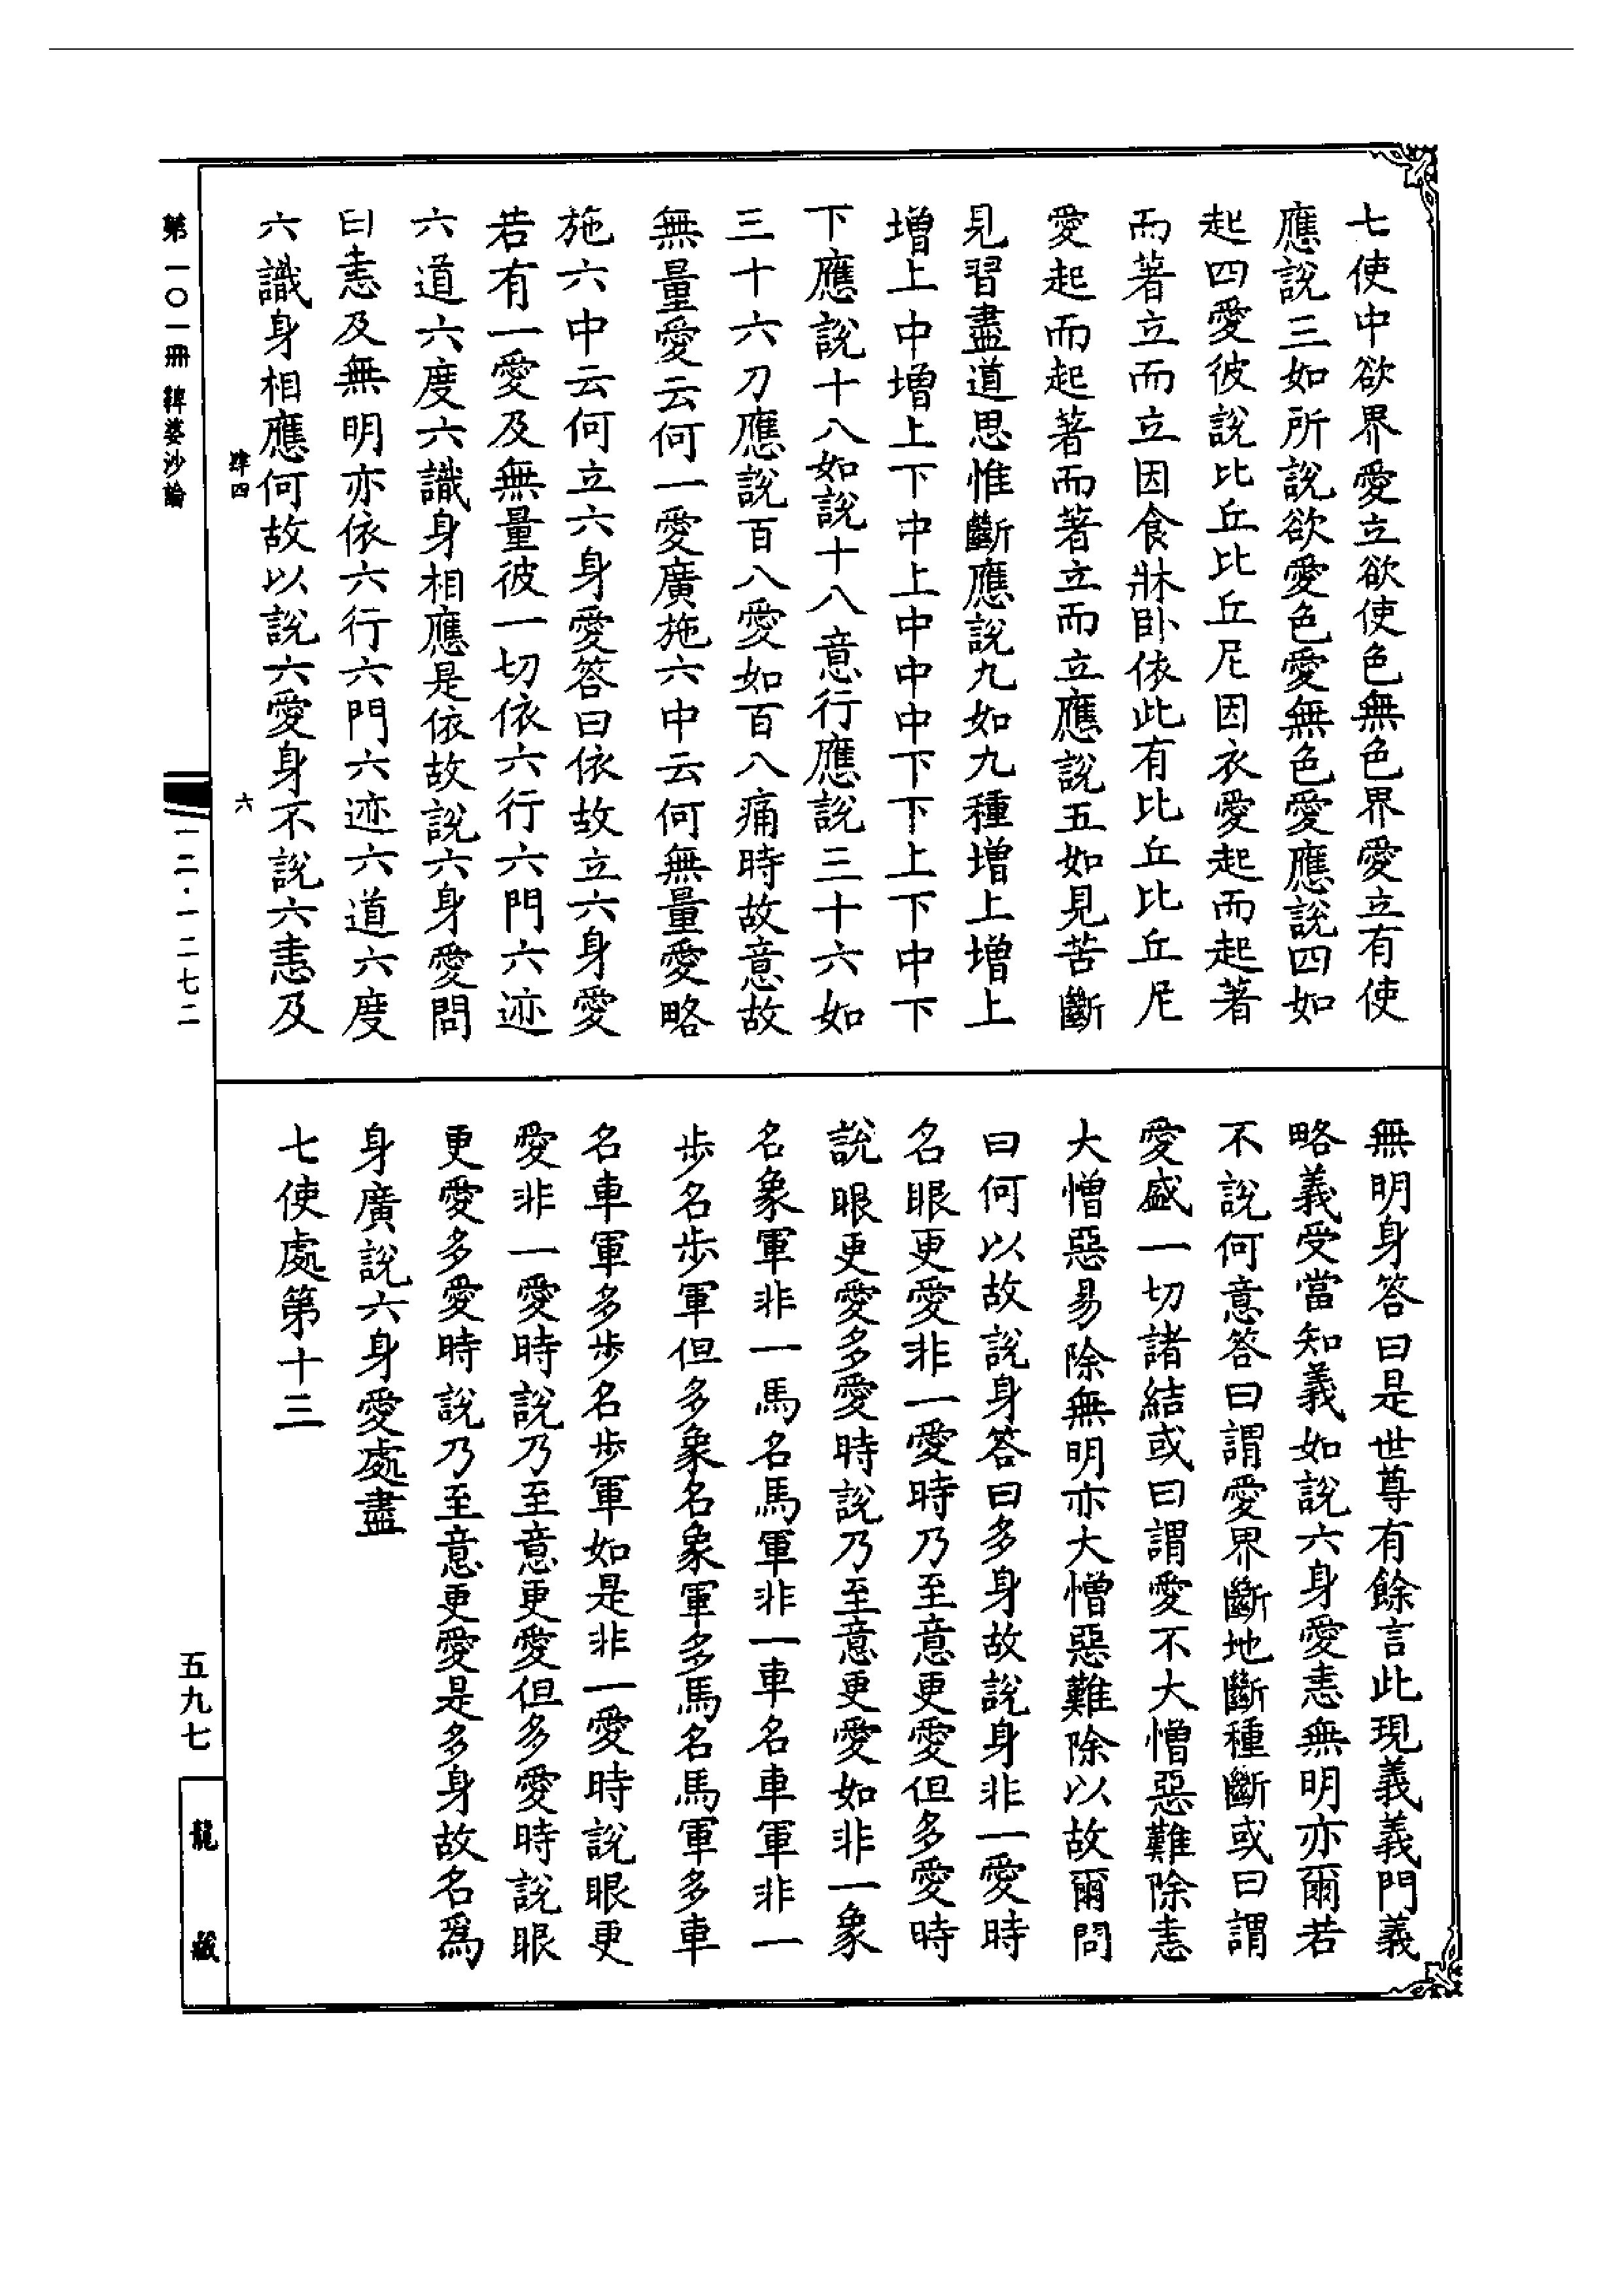 七使中欲界愛立欲使色無色界愛立有使
應說三如所說欲愛色愛無色愛應說四如
起四愛彼說比丘比丘尼因衣愛起而起著
而著立而立因食牀臥依此有比丘比丘尼
愛起而起著而著立而立應說五如見苦斷
見習盡道思惟斷應說九如九種增上增上
增上中增上下中上中中中下下上下中下
下應說十八如說十八意行應說三十六如
三十六刀應說百八愛如百八痛時故意故
無量愛云何一愛廣施六中云何無量愛略
施六中云何立六身愛答曰依故立六身愛
若有一愛及無量彼一切依六行六門六迹
六道六度六識身相應是依故說六身愛問
曰恚及無明亦依六行六門六迹六道六度
六識身相應何故以說六愛身不說六恚及
無明身答曰是世尊有餘言此現義義門義
略義受當知義義如說六身愛恚無明亦爾若
不說何意答曰謂愛界斷地斷種斷或曰謂
愛盛一切諸結或曰謂愛不大憎惡難除恚
大憎惡易除無明亦大憎惡難除以故爾問
曰何以故說身答曰多身故說身非一愛時
名眼更愛非一愛時乃至意更愛但多愛時
說眼更愛多愛時說乃至意更愛如非一象
名象軍非一馬名馬軍非一車名車軍非一
步名步軍但多象名象軍多馬名馬軍多車
名車軍多步名步軍如是非一愛時說眼更
愛非一愛時說乃至意更愛但多愛時說眼
更愛多愛時說乃至意更愛是多身故名為
身廣說六身愛處盡
七使處第十三
肆四
六
第一〇一冊 鞞婆沙論
一二·一二七二
五九七
龍藏